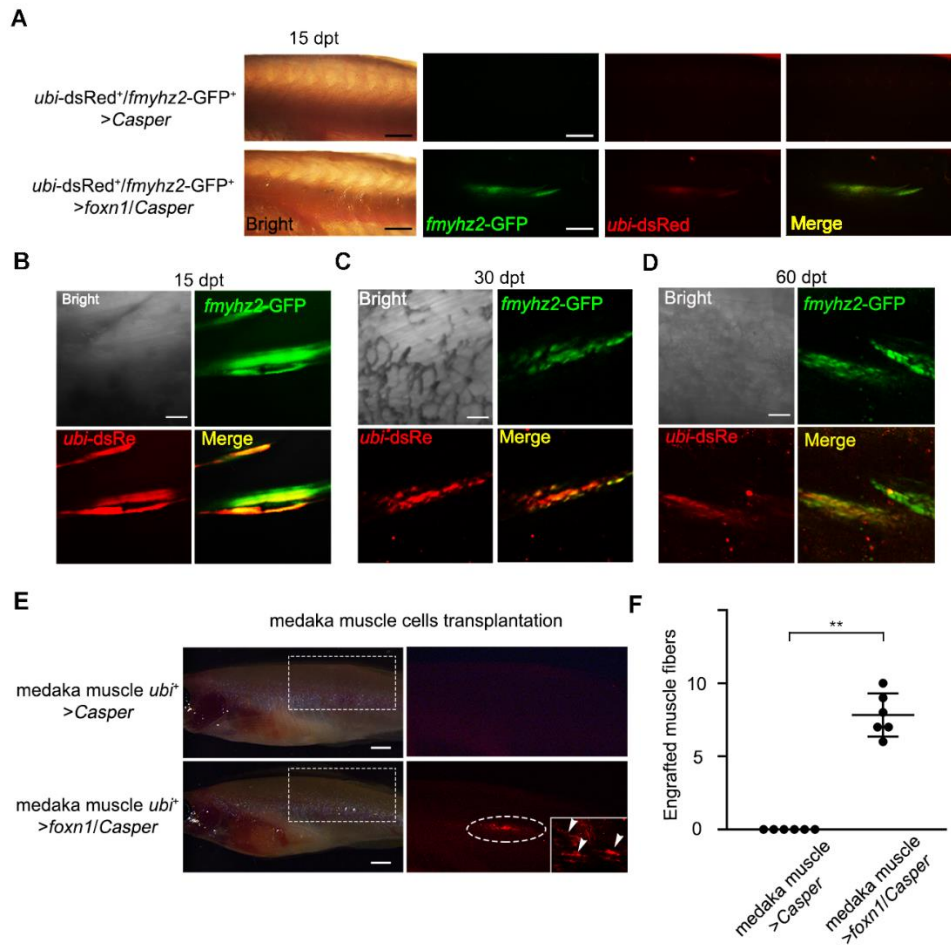 A
15 dpt
ubi-dsRed⁺/fmyhz2-GFP⁺
>Casper
ubi-dsRed⁺/fmyhz2-GFP⁺
>foxn1/Casper
Bright
fmyhz2-GFP
ubi-dsRed
Merge
B
15 dpt
Bright
fmyhz2-GFP
ubi-dsRe
Merge
C
30 dpt
Bright
fmyhz2-GFP
ubi-dsRe
Merge
D
60 dpt
fmyhz2-GFP
Bright
ubi-dsRe
Merge
E
medaka muscle cells transplantation
medaka muscle ubi⁺
>Casper
medaka muscle ubi⁺
>foxn1/Casper
F
**
Engrafted muscle fibers
10
5
0
medaka muscle
>Casper
medaka muscle
>foxn1/Casper